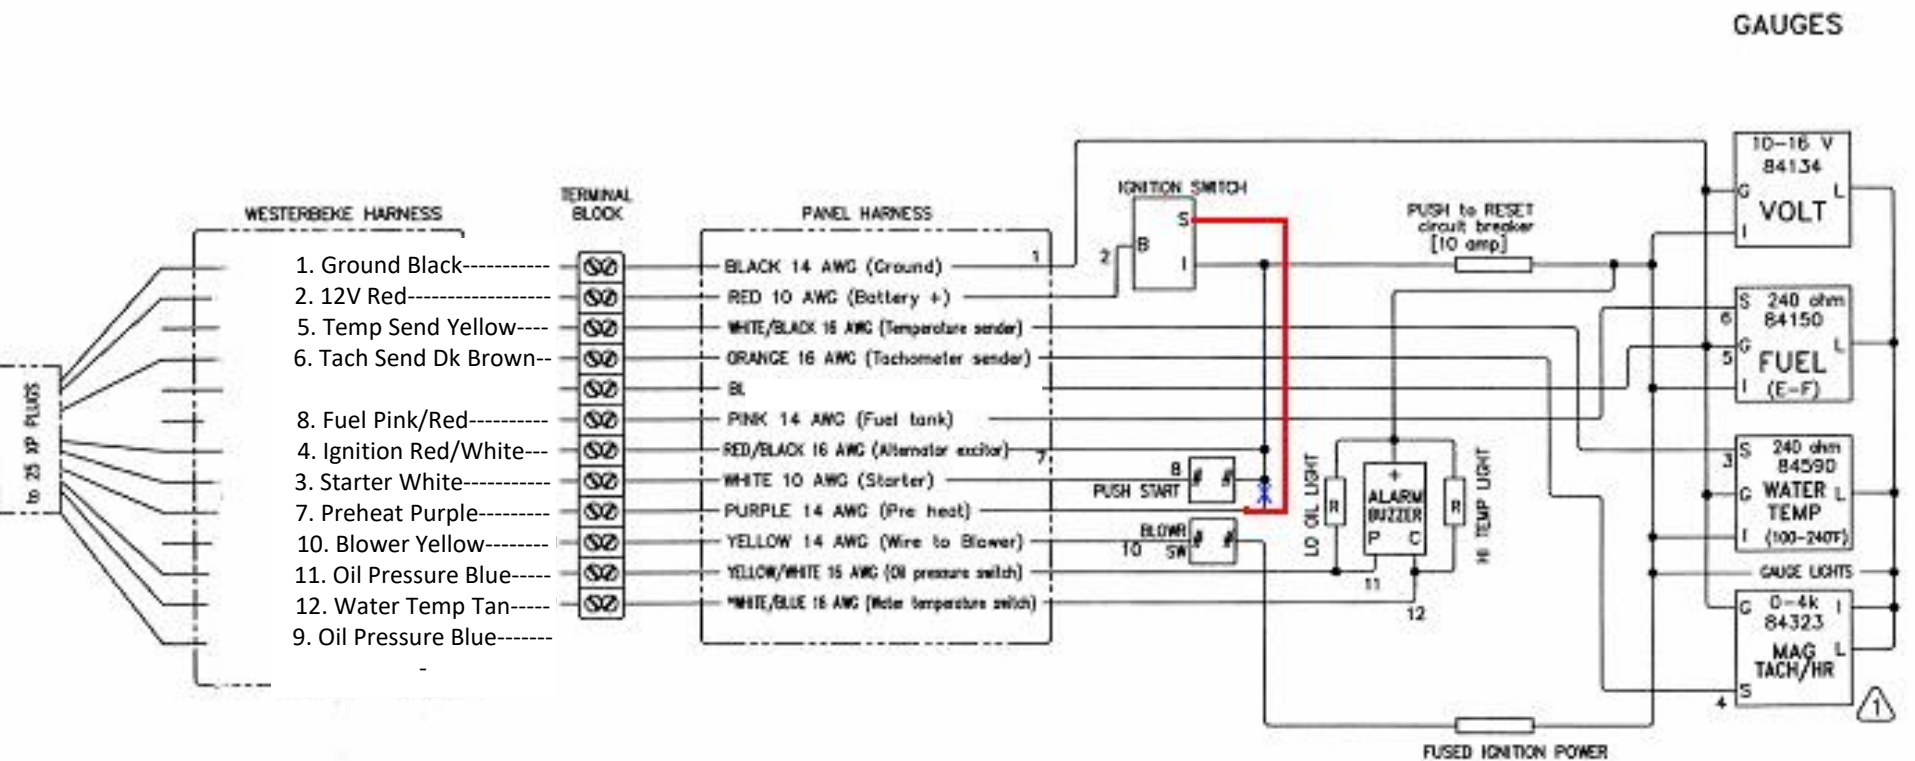 GAUGES
10-16 V
84134
G L
VOLT
I
IGNITION SWITCH
S
B
I
2
PUSH to RESET
circuit breaker
[10 amp]
TERMINAL
BLOCK
WESTERBEKE HARNESS
PANEL HARNESS
to 25 XP PLUGS
1. Ground Black-----------
2. 12V Red------------------
5. Temp Send Yellow----
6. Tach Send Dk Brown--
8. Fuel Pink/Red----------
4. Ignition Red/White---
3. Starter White-----------
7. Preheat Purple---------
10. Blower Yellow--------
11. Oil Pressure Blue-----
12. Water Temp Tan-----
9. Oil Pressure Blue-------
-
BLACK 14 AWG (Ground)
1
RED 10 AWG (Battery +)
WHITE/BLACK 16 AWG (Temperature sender)
ORANGE 16 AWG (Tachometer sender)
BL
PINK 14 AWG (Fuel tank)
RED/BLACK 16 AWG (Alternator excitor)
7
WHITE 10 AWG (Starter)
PURPLE 14 AWG (Pre heat)
YELLOW 14 AWG (Wire to Blower)
YELLOW/WHITE 16 AWG (Oil pressure switch)
*WHITE/BLUE 16 AWG (Water temperature switch)
8
PUSH START
BLOWR
10 SW
LO OIL LIGHT
R
+
ALARM
BUZZER
P C
R
HI TEMP LIGHT
11
12
S 240 ohm
6 84150
G L
5 FUEL
I (E-F)
S 240 ohm
3 84590
G WATER L
TEMP
I (100-240F)
GAUGE LIGHTS
G 0-4k I
84323
MAG L
TACH/HR
S
4
1
FUSED IGNITION POWER